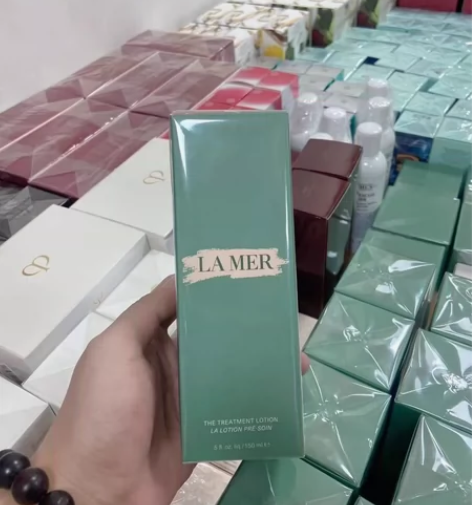 LA MER
THE TREATMENT LOTION
LA LOTION PRÉ-SOIN